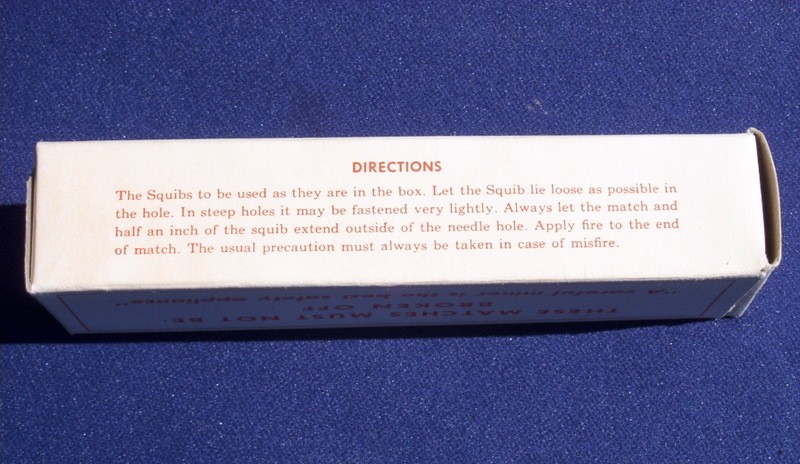 DIRECTIONS
The Squibs to be used as they are in the box. Let the Squib lie loose as possible in
the hole. In steep holes it may be fastened very lightly. Always let the match and
half an inch of the squib extend outside of the needle hole. Apply fire to the end
of match. The usual precaution must always be taken in case of misfire.
THESE MATCHES MUST NOT BE
BROKEN OFF
"A careful miner is the best safety appliance"